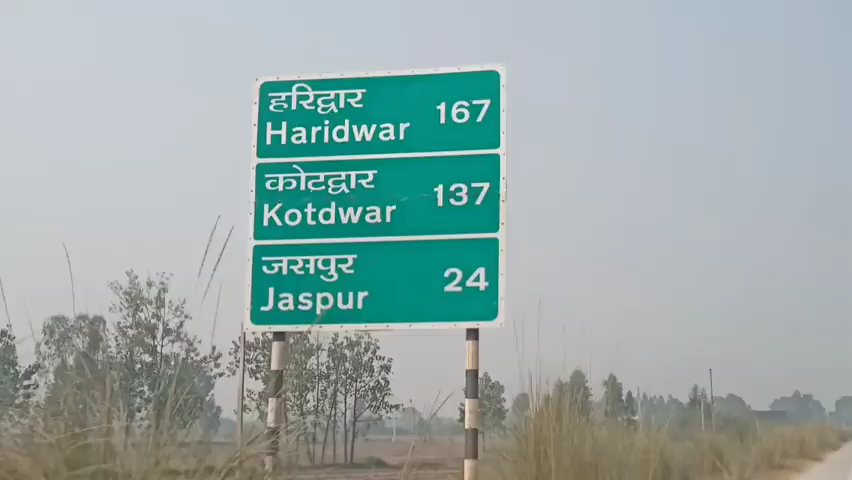 हरिद्वार
Haridwar 167
कोटद्वार
Kotdwar 137
जसपुर
Jaspur 24